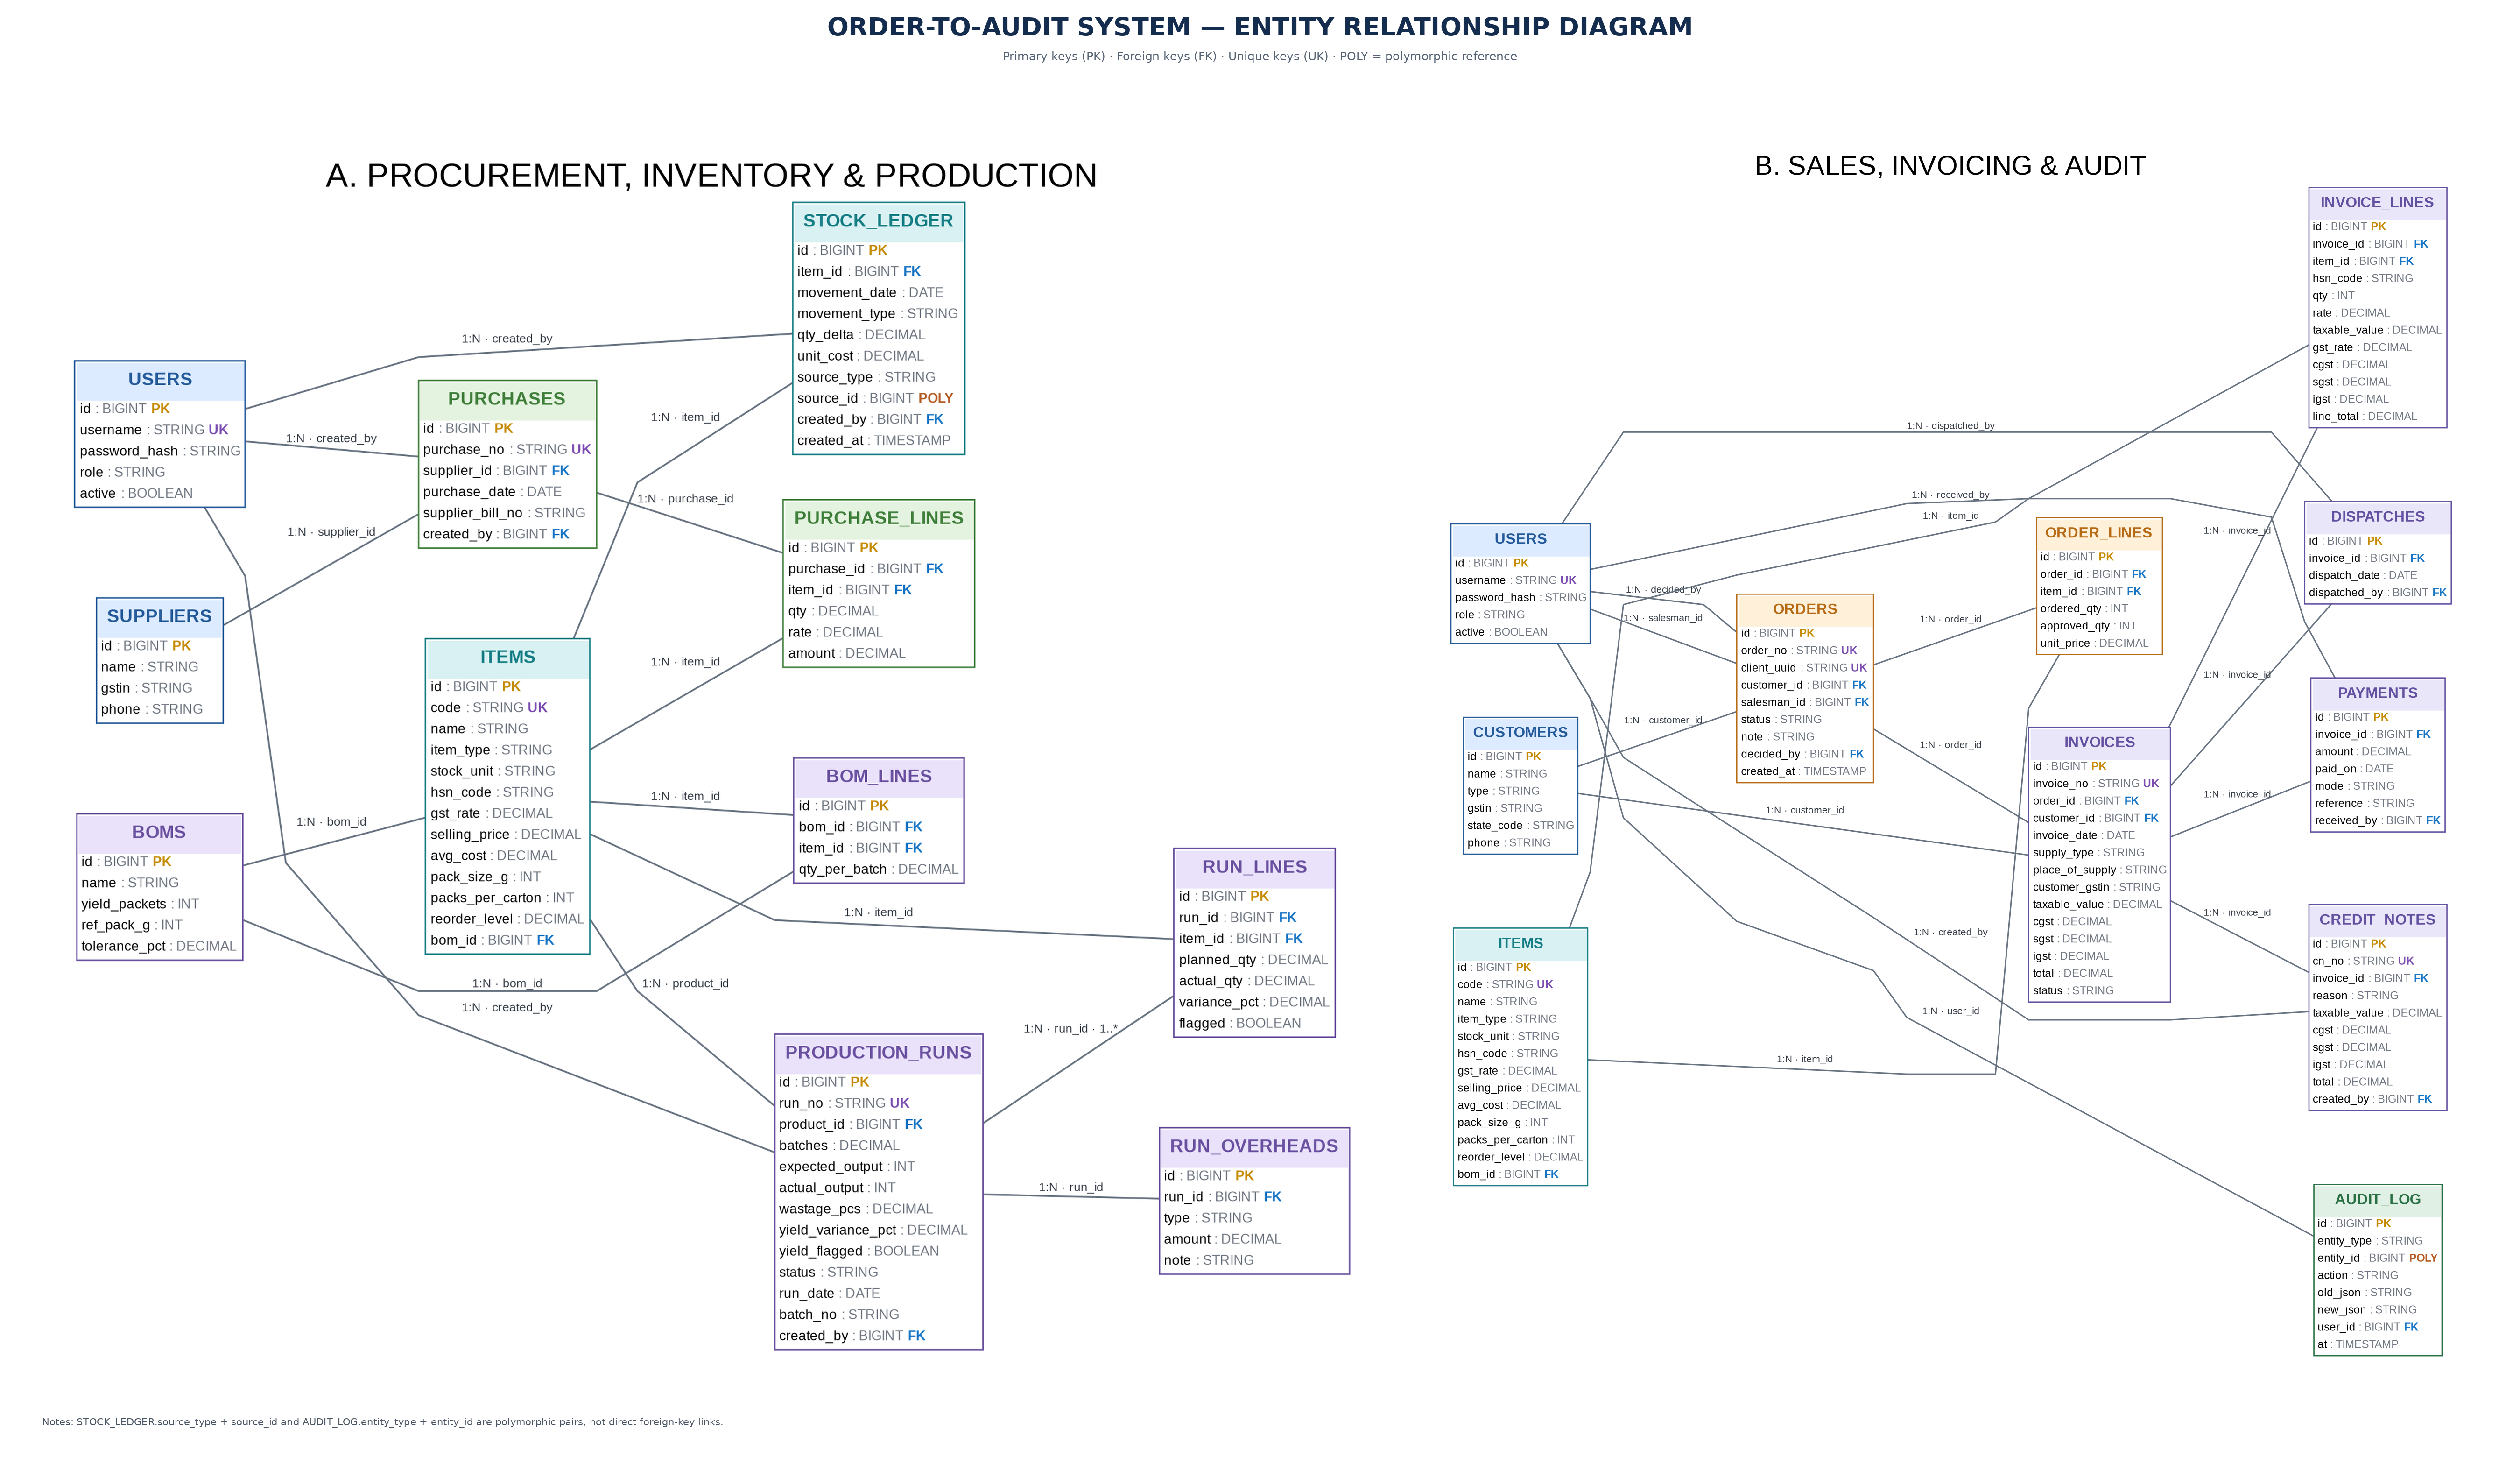 ORDER-TO-AUDIT SYSTEM — ENTITY RELATIONSHIP DIAGRAM
Primary keys (PK) · Foreign keys (FK) · Unique keys (UK) · POLY = polymorphic reference
A. PROCUREMENT, INVENTORY & PRODUCTION
STOCK_LEDGER
id : BIGINT PK
item_id : BIGINT FK
movement_date : DATE
movement_type : STRING
qty_delta : DECIMAL
unit_cost : DECIMAL
source_type : STRING
source_id : BIGINT POLY
created_by : BIGINT FK
created_at : TIMESTAMP
1:N · created_by
USERS
id : BIGINT PK
username : STRING UK
password_hash : STRING
role : STRING
active : BOOLEAN
1:N · created_by
PURCHASES
id : BIGINT PK
purchase_no : STRING UK
supplier_id : BIGINT FK
purchase_date : DATE
supplier_bill_no : STRING
created_by : BIGINT FK
1:N · item_id
1:N · purchase_id
1:N · supplier_id
PURCHASE_LINES
id : BIGINT PK
purchase_id : BIGINT FK
item_id : BIGINT FK
qty : DECIMAL
rate : DECIMAL
amount : DECIMAL
SUPPLIERS
id : BIGINT PK
name : STRING
gstin : STRING
phone : STRING
ITEMS
id : BIGINT PK
code : STRING UK
name : STRING
item_type : STRING
stock_unit : STRING
hsn_code : STRING
gst_rate : DECIMAL
selling_price : DECIMAL
avg_cost : DECIMAL
pack_size_g : INT
packs_per_carton : INT
reorder_level : DECIMAL
bom_id : BIGINT FK
1:N · item_id
1:N · item_id
BOM_LINES
id : BIGINT PK
bom_id : BIGINT FK
item_id : BIGINT FK
qty_per_batch : DECIMAL
BOMS
id : BIGINT PK
name : STRING
yield_packets : INT
ref_pack_g : INT
tolerance_pct : DECIMAL
1:N · bom_id
1:N · item_id
RUN_LINES
id : BIGINT PK
run_id : BIGINT FK
item_id : BIGINT FK
planned_qty : DECIMAL
actual_qty : DECIMAL
variance_pct : DECIMAL
flagged : BOOLEAN
1:N · bom_id
1:N · product_id
1:N · created_by
1:N · run_id · 1..*
PRODUCTION_RUNS
id : BIGINT PK
run_no : STRING UK
product_id : BIGINT FK
batches : DECIMAL
expected_output : INT
actual_output : INT
wastage_pcs : DECIMAL
yield_variance_pct : DECIMAL
yield_flagged : BOOLEAN
status : STRING
run_date : DATE
batch_no : STRING
created_by : BIGINT FK
1:N · run_id
RUN_OVERHEADS
id : BIGINT PK
run_id : BIGINT FK
type : STRING
amount : DECIMAL
note : STRING
B. SALES, INVOICING & AUDIT
INVOICE_LINES
id : BIGINT PK
invoice_id : BIGINT FK
item_id : BIGINT FK
hsn_code : STRING
qty : INT
rate : DECIMAL
taxable_value : DECIMAL
gst_rate : DECIMAL
cgst : DECIMAL
sgst : DECIMAL
igst : DECIMAL
line_total : DECIMAL
1:N · dispatched_by
1:N · received_by
1:N · item_id
1:N · invoice_id
DISPATCHES
id : BIGINT PK
invoice_id : BIGINT FK
dispatch_date : DATE
dispatched_by : BIGINT FK
USERS
id : BIGINT PK
username : STRING UK
password_hash : STRING
role : STRING
active : BOOLEAN
1:N · decided_by
1:N · salesman_id
ORDERS
id : BIGINT PK
order_no : STRING UK
client_uuid : STRING UK
customer_id : BIGINT FK
salesman_id : BIGINT FK
status : STRING
note : STRING
decided_by : BIGINT FK
created_at : TIMESTAMP
ORDER_LINES
id : BIGINT PK
order_id : BIGINT FK
item_id : BIGINT FK
ordered_qty : INT
approved_qty : INT
unit_price : DECIMAL
1:N · order_id
1:N · invoice_id
PAYMENTS
id : BIGINT PK
invoice_id : BIGINT FK
amount : DECIMAL
paid_on : DATE
mode : STRING
reference : STRING
received_by : BIGINT FK
CUSTOMERS
id : BIGINT PK
name : STRING
type : STRING
gstin : STRING
state_code : STRING
phone : STRING
1:N · customer_id
1:N · order_id
1:N · customer_id
INVOICES
id : BIGINT PK
invoice_no : STRING UK
order_id : BIGINT FK
customer_id : BIGINT FK
invoice_date : DATE
supply_type : STRING
place_of_supply : STRING
customer_gstin : STRING
taxable_value : DECIMAL
cgst : DECIMAL
sgst : DECIMAL
igst : DECIMAL
total : DECIMAL
status : STRING
1:N · invoice_id
1:N · invoice_id
CREDIT_NOTES
id : BIGINT PK
cn_no : STRING UK
invoice_id : BIGINT FK
reason : STRING
taxable_value : DECIMAL
cgst : DECIMAL
sgst : DECIMAL
igst : DECIMAL
total : DECIMAL
created_by : BIGINT FK
1:N · created_by
ITEMS
id : BIGINT PK
code : STRING UK
name : STRING
item_type : STRING
stock_unit : STRING
hsn_code : STRING
gst_rate : DECIMAL
selling_price : DECIMAL
avg_cost : DECIMAL
pack_size_g : INT
packs_per_carton : INT
reorder_level : DECIMAL
bom_id : BIGINT FK
1:N · user_id
1:N · item_id
AUDIT_LOG
id : BIGINT PK
entity_type : STRING
entity_id : BIGINT POLY
action : STRING
old_json : STRING
new_json : STRING
user_id : BIGINT FK
at : TIMESTAMP
Notes: STOCK_LEDGER.source_type + source_id and AUDIT_LOG.entity_type + entity_id are polymorphic pairs, not direct foreign-key links.